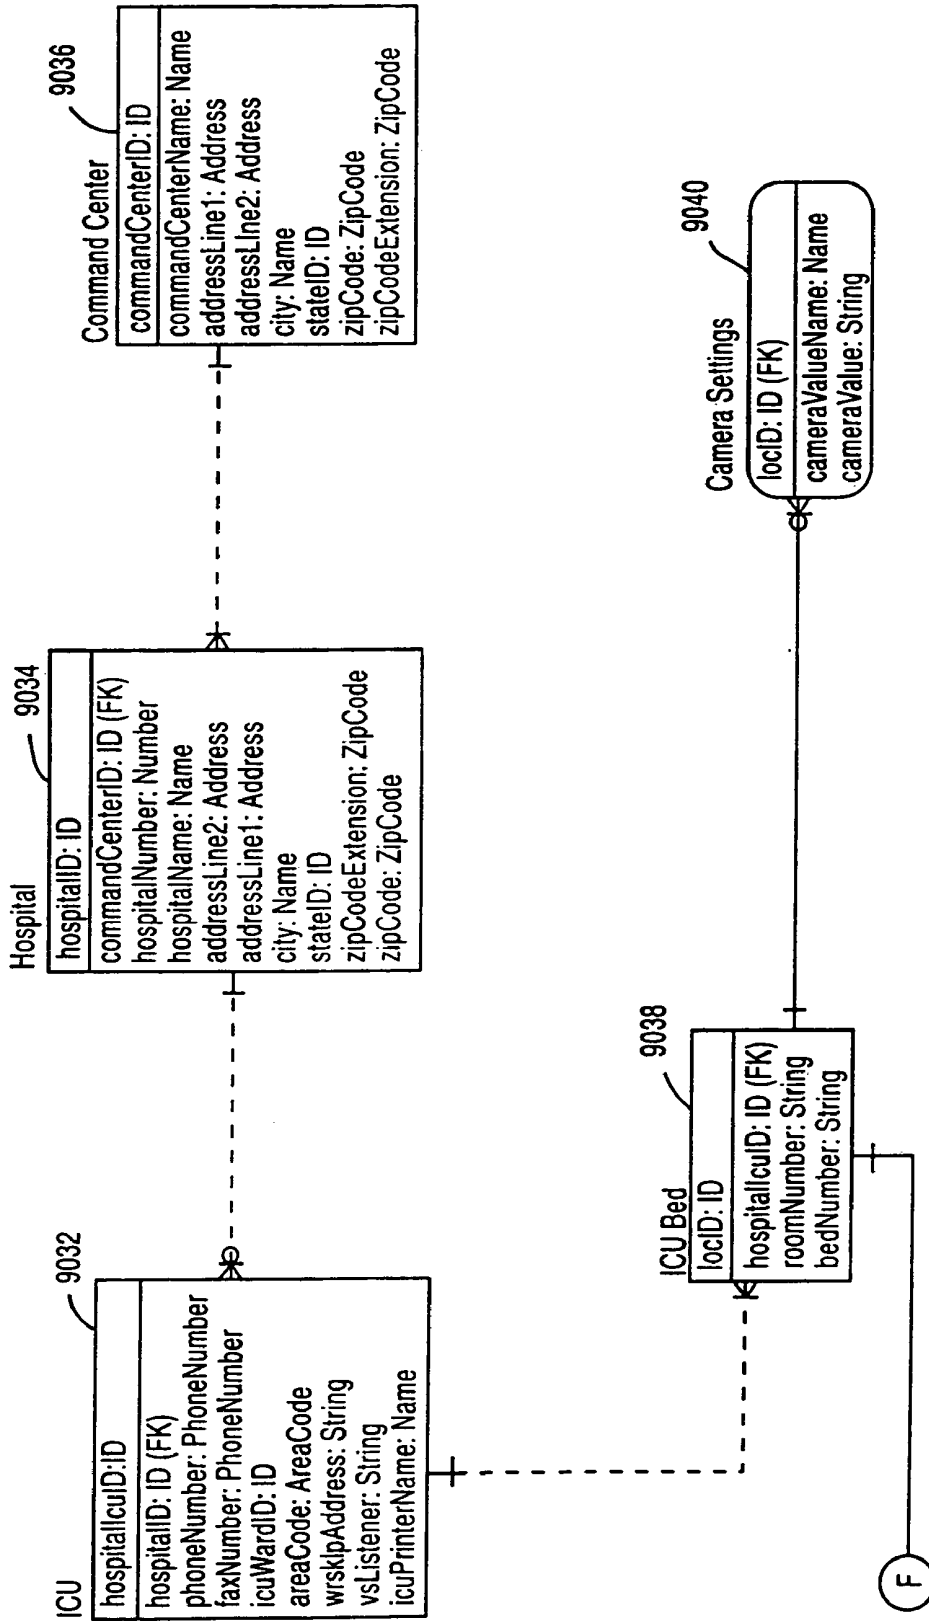 ICU
9032
hospitalIcuID:ID
hospitalID: ID (FK)
phoneNumber: PhoneNumber
faxNumber: PhoneNumber
icuWardID: ID
areaCode: AreaCode
wrskIpAddress: String
vsListener: String
icuPrinterName: Name
Hospital
9034
hospitalID: ID
commandCenterID: ID (FK)
hospitalNumber: Number
hospitalName: Name
addressLine2: Address
addressLine1: Address
city: Name
stateID: ID
zipCodeExtension: ZipCode
zipCode: ZipCode
Command Center
9036
commandCenterID: ID
commandCenterName: Name
addressLine1: Address
addressLIne2: Address
city: Name
stateID: ID
zipCode: ZipCode
zipCodeExtension: ZipCode
ICU Bed
9038
locID: ID
hospitalIcuID: ID (FK)
roomNumber: String
bedNumber: String
Camera Settings
9040
locID: ID (FK)
cameraValueName: Name
cameraValue: String
F